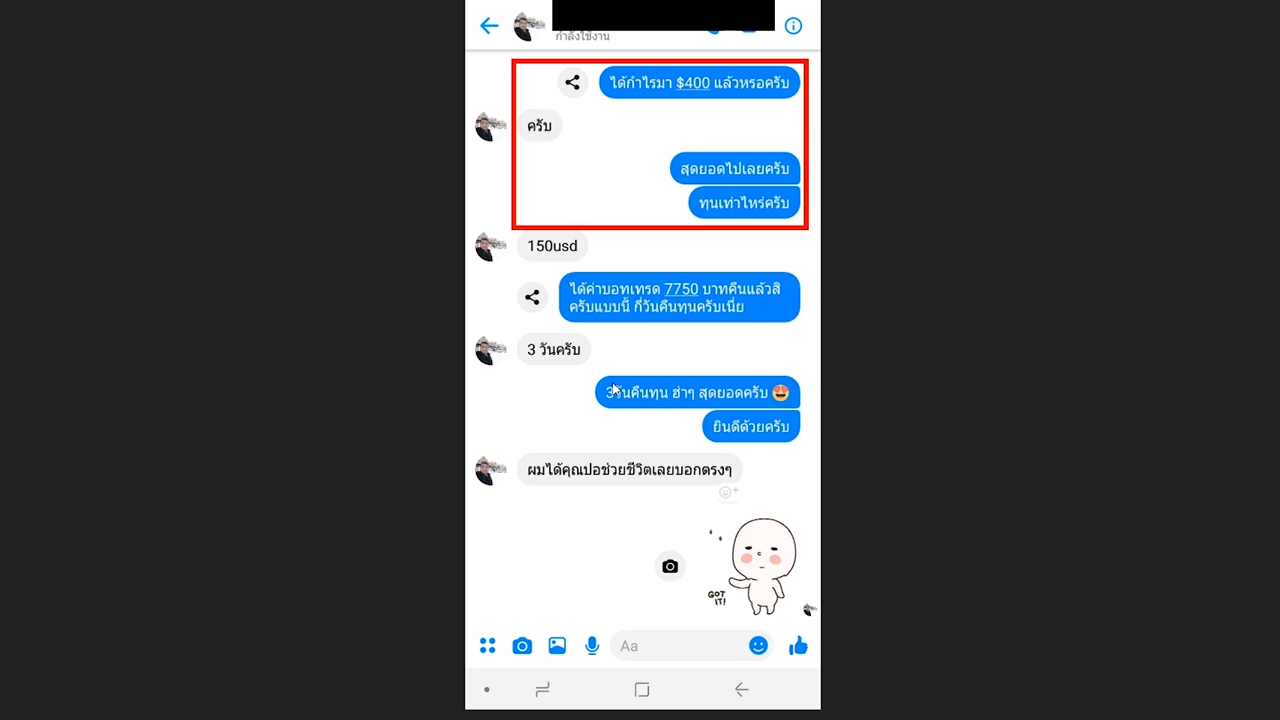 กำลังใช้งาน
ได้กำไรมา $400 แล้วหรอครับ
ครับ
สุดยอดไปเลยครับ
ทุนเท่าไหร่ครับ
150usd
ได้ค่าบอทเทรด 7750 บาทคืนแล้วสิ
ครับแบบนี้ กี่วันคืนทุนครับเนี่ย
3 วันครับ
3วันคืนทุน ฮ่าๆ สุดยอดครับ 😍
ยินดีด้วยครับ
ผมได้คุณปอช่วยชีวิตเลยบอกตรงๆ
GOT
IT!
Aa